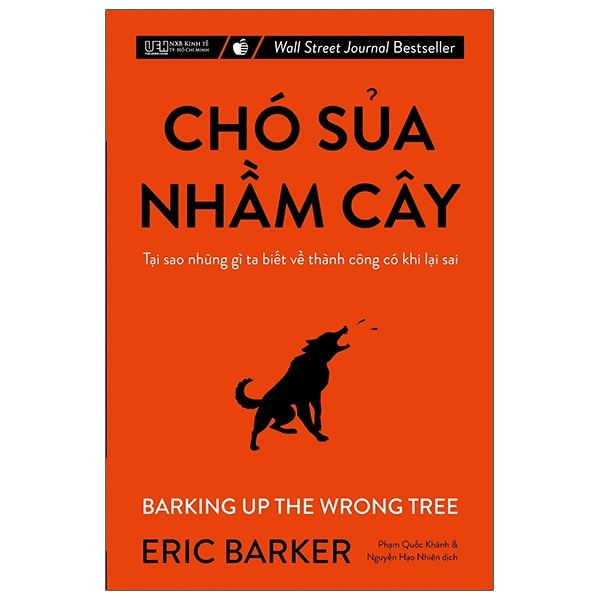 UEH NXB KINH TẾ
TP. HỒ CHÍ MINH
Wall Street Journal Bestseller
CHÓ SỦA
NHẦM CÂY
Tại sao những gì ta biết về thành công có khi lại sai
BARKING UP THE WRONG TREE
ERIC BARKER
Phạm Quốc Khánh &
Nguyễn Hạo Nhiên dịch